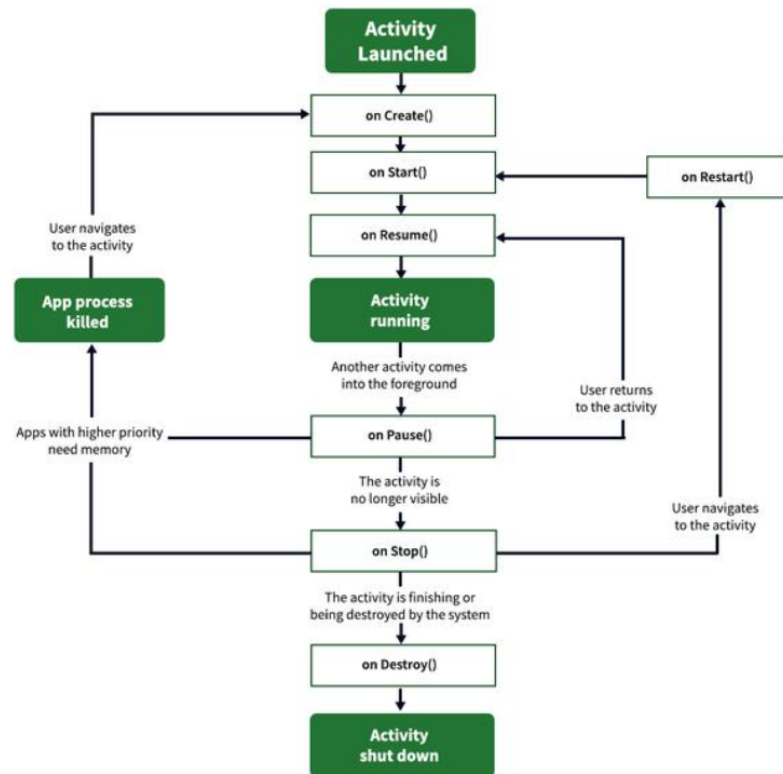 Activity
Launched
on Create()
on Start()
on Restart()
User navigates
to the activity
on Resume()
App process
killed
Activity
running
Another activity comes
into the foreground
User returns
to the activity
Apps with higher priority
need memory
on Pause()
The activity is
no longer visible
User navigates
to the activity
on Stop()
The activity is finishing or
being destroyed by the system
on Destroy()
Activity
shut down